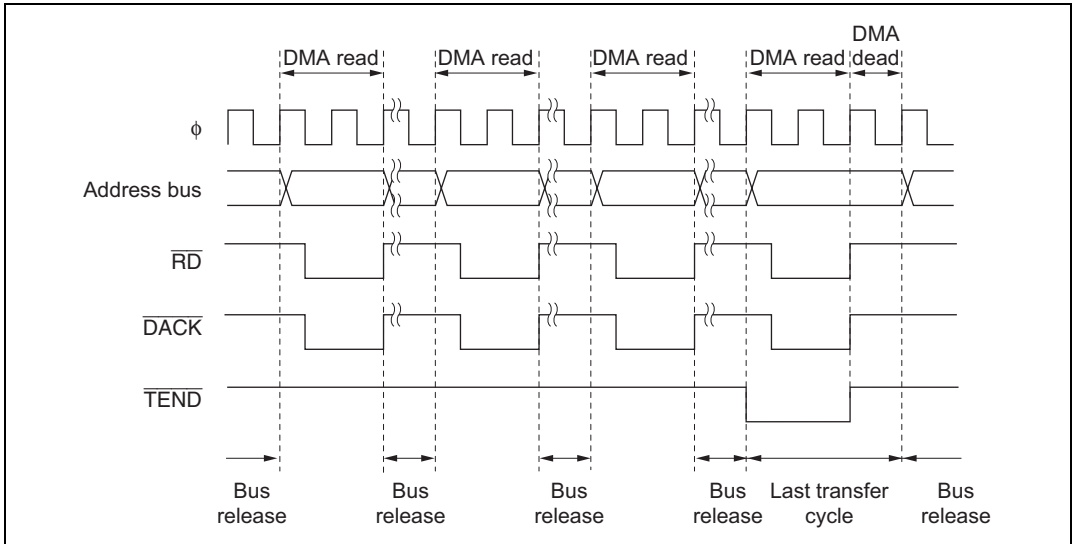 DMA
DMA read DMA read DMA read DMA read dead
ϕ
Address bus
RD
DACK
TEND
Bus release
Bus release
Bus release
Bus release
Last transfer cycle
Bus release